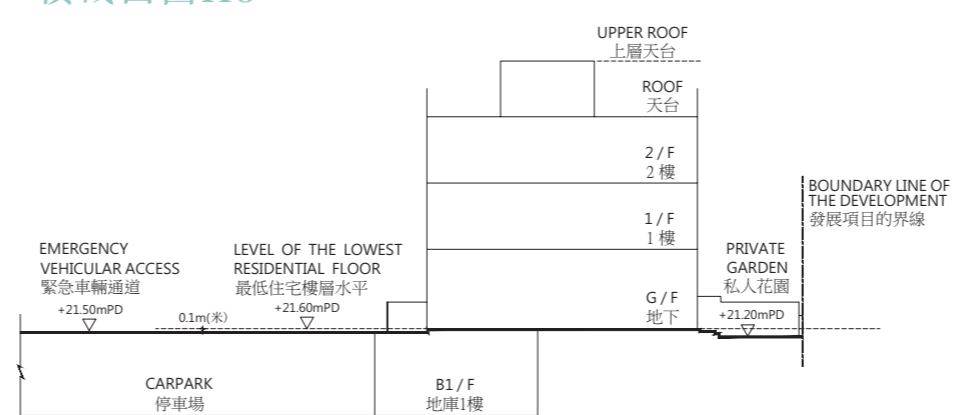 UPPER ROOF
上層天台
ROOF
天台
2 / F
2 樓
1 / F
1 樓
BOUNDARY LINE OF
THE DEVELOPMENT
發展項目的界線
EMERGENCY
VEHICULAR ACCESS
緊急車輛通道
+21.50mPD
0.1m(米)
LEVEL OF THE LOWEST
RESIDENTIAL FLOOR
最低住宅樓層水平
+21.60mPD
G / F
地下
PRIVATE
GARDEN
私人花園
+21.20mPD
CARPARK
停車場
B1 / F
地庫1樓